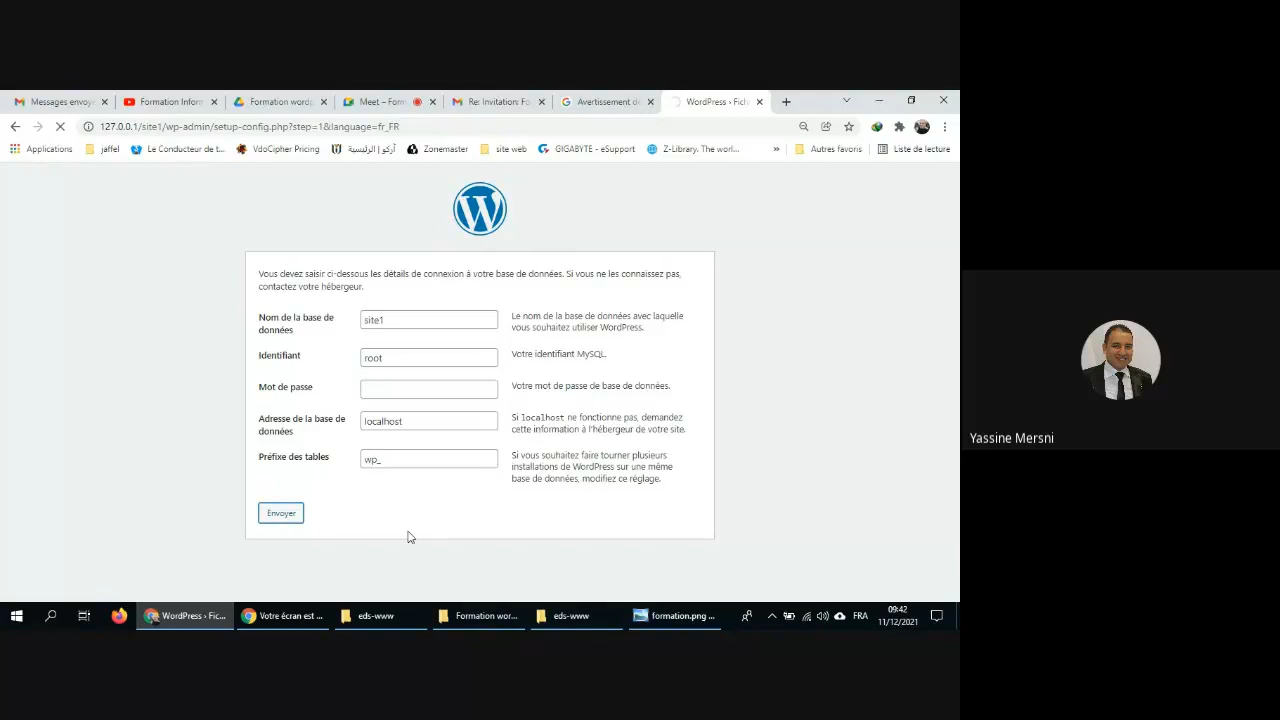 Messages envoyé
Formation Inforr
Formation wordp
Meet – Form
Re: Invitation: Fo
Avertissement de
WordPress › Fich
127.0.0.1/site1/wp-admin/setup-config.php?step=1&language=fr_FR
Applications
jaffel
Le Conducteur de t...
VdoCipher Pricing
أركو | الرئيسية
Zonemaster
site web
GIGABYTE - eSupport
Z-Library. The worl...
»
Autres favoris
Liste de lecture
Vous devez saisir ci-dessous les détails de connexion à votre base de données. Si vous ne les connaissez pas,
contactez votre hébergeur.
Nom de la base de
données
site1
Le nom de la base de données avec laquelle
vous souhaitez utiliser WordPress.
Identifiant
root
Votre identifiant MySQL.
Mot de passe
Votre mot de passe de base de données.
Adresse de la base de
données
localhost
Si localhost ne fonctionne pas, demandez
cette information à l'hébergeur de votre site.
Préfixe des tables
wp_
Si vous souhaitez faire tourner plusieurs
installations de WordPress sur une même
base de données, modifiez ce réglage.
Envoyer
Yassine Mersni
WordPress › Fic...
Votre écran est ...
eds-www
Formation wor...
eds-www
formation.png ...
FRA
09:42
11/12/2021